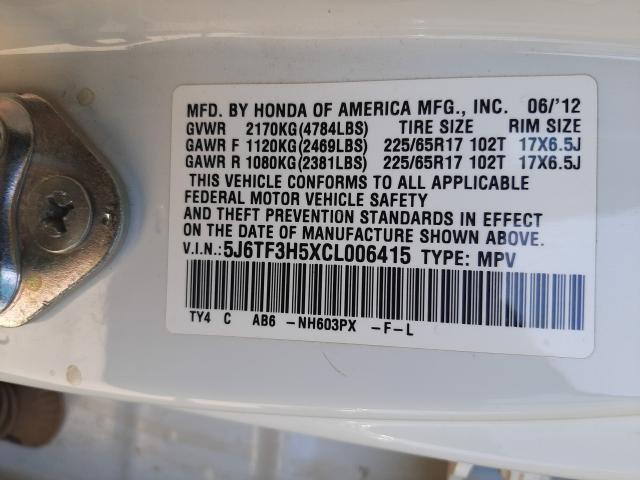 MFD. BY HONDA OF AMERICA MFG., INC. 06/'12
GVWR 2170KG(4784LBS) TIRE SIZE RIM SIZE
GAWR F 1120KG(2469LBS) 225/65R17 102T 17X6.5J
GAWR R 1080KG(2381LBS) 225/65R17 102T 17X6.5J
THIS VEHICLE CONFORMS TO ALL APPLICABLE
FEDERAL MOTOR VEHICLE SAFETY
AND THEFT PREVENTION STANDARDS IN EFFECT
ON THE DATE OF MANUFACTURE SHOWN ABOVE.
V.I.N.:5J6TF3H5XCL006415 TYPE: MPV
TY4 C AB6 -NH603PX -F-L